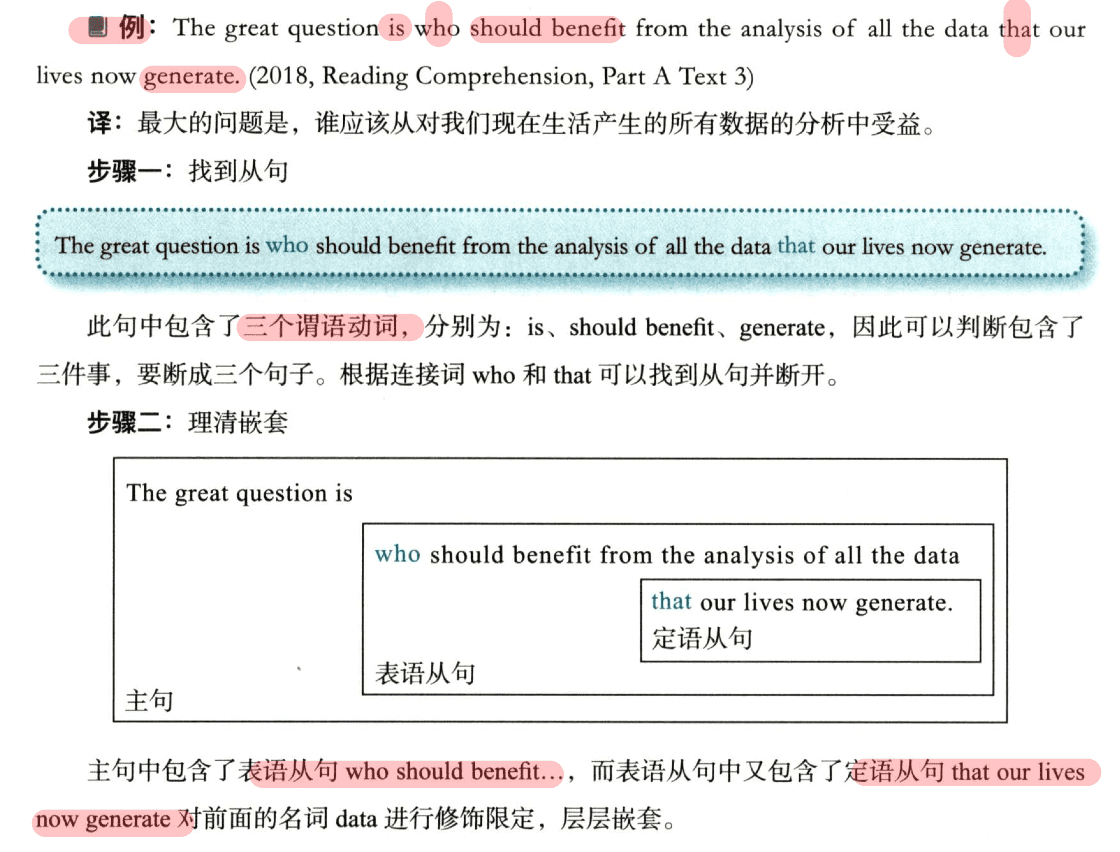 例：The great question is who should benefit from the analysis of all the data that our
lives now generate. (2018, Reading Comprehension, Part A Text 3)
译：最大的问题是，谁应该从对我们现在生活产生的所有数据的分析中受益。
步骤一：找到从句
The great question is who should benefit from the analysis of all the data that our lives now generate.
此句中包含了三个谓语动词，分别为：is、should benefit、generate，因此可以判断包含了
三件事，要断成三个句子。根据连接词 who 和 that 可以找到从句并断开。
步骤二：理清嵌套
The great question is
who should benefit from the analysis of all the data
that our lives now generate.
定语从句
表语从句
主句
主句中包含了表语从句 who should benefit…，而表语从句中又包含了定语从句 that our lives
now generate 对前面的名词 data 进行修饰限定，层层嵌套。